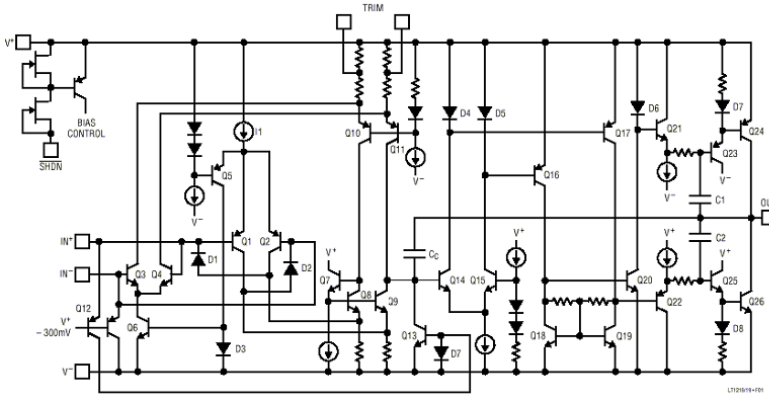 TRIM
V+
BIAS
CONTROL
SHDN
I1
Q5
V−
D4
D5
Q10
Q11
V−
Q17
D6
Q21
D7
Q24
Q23
V−
V−
Q16
C1
C2
OU
IN+
IN−
Q3
Q4
D1
Q1
Q2
D2
V+
Q7
Q8
Q9
CC
Q14
Q15
V+
Q20
V+
Q22
V+
Q25
Q26
Q12
V+
−300mV
Q6
D3
Q13
D7
Q18
Q19
D8
V−
LT1218/19•F01